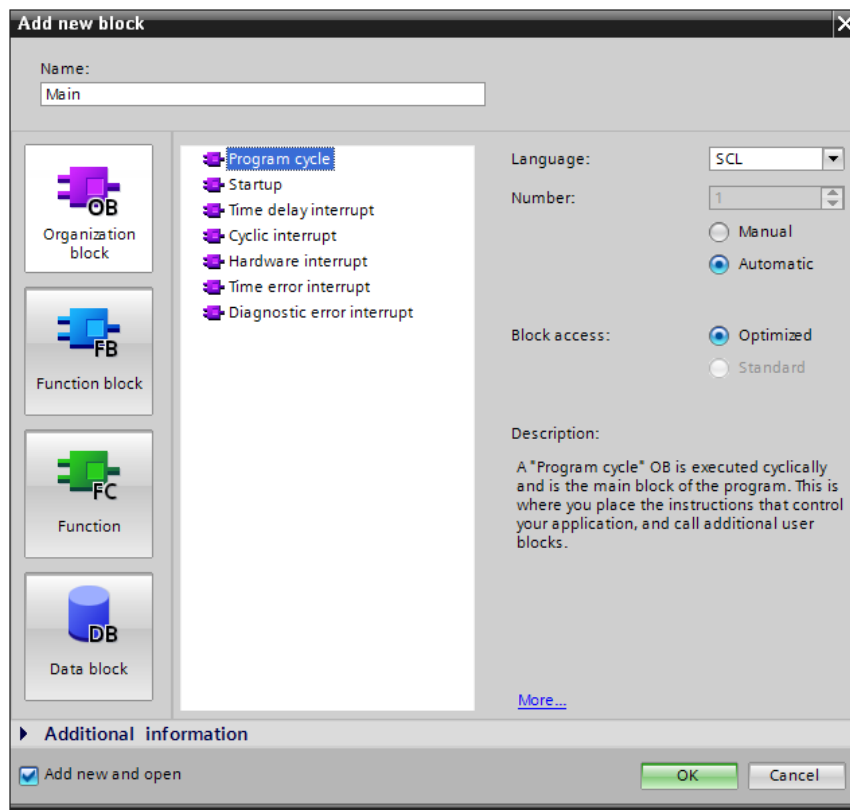 Add new block
Name:
Main
OB
Organization
block
FB
Function block
FC
Function
DB
Data block
Program cycle
Startup
Time delay interrupt
Cyclic interrupt
Hardware interrupt
Time error interrupt
Diagnostic error interrupt
Language:
SCL
Number:
1
Manual
Automatic
Block access:
Optimized
Standard
Description:
A "Program cycle" OB is executed cyclically
and is the main block of the program. This is
where you place the instructions that control
your application, and call additional user
blocks.
More...
Additional information
Add new and open
OK
Cancel